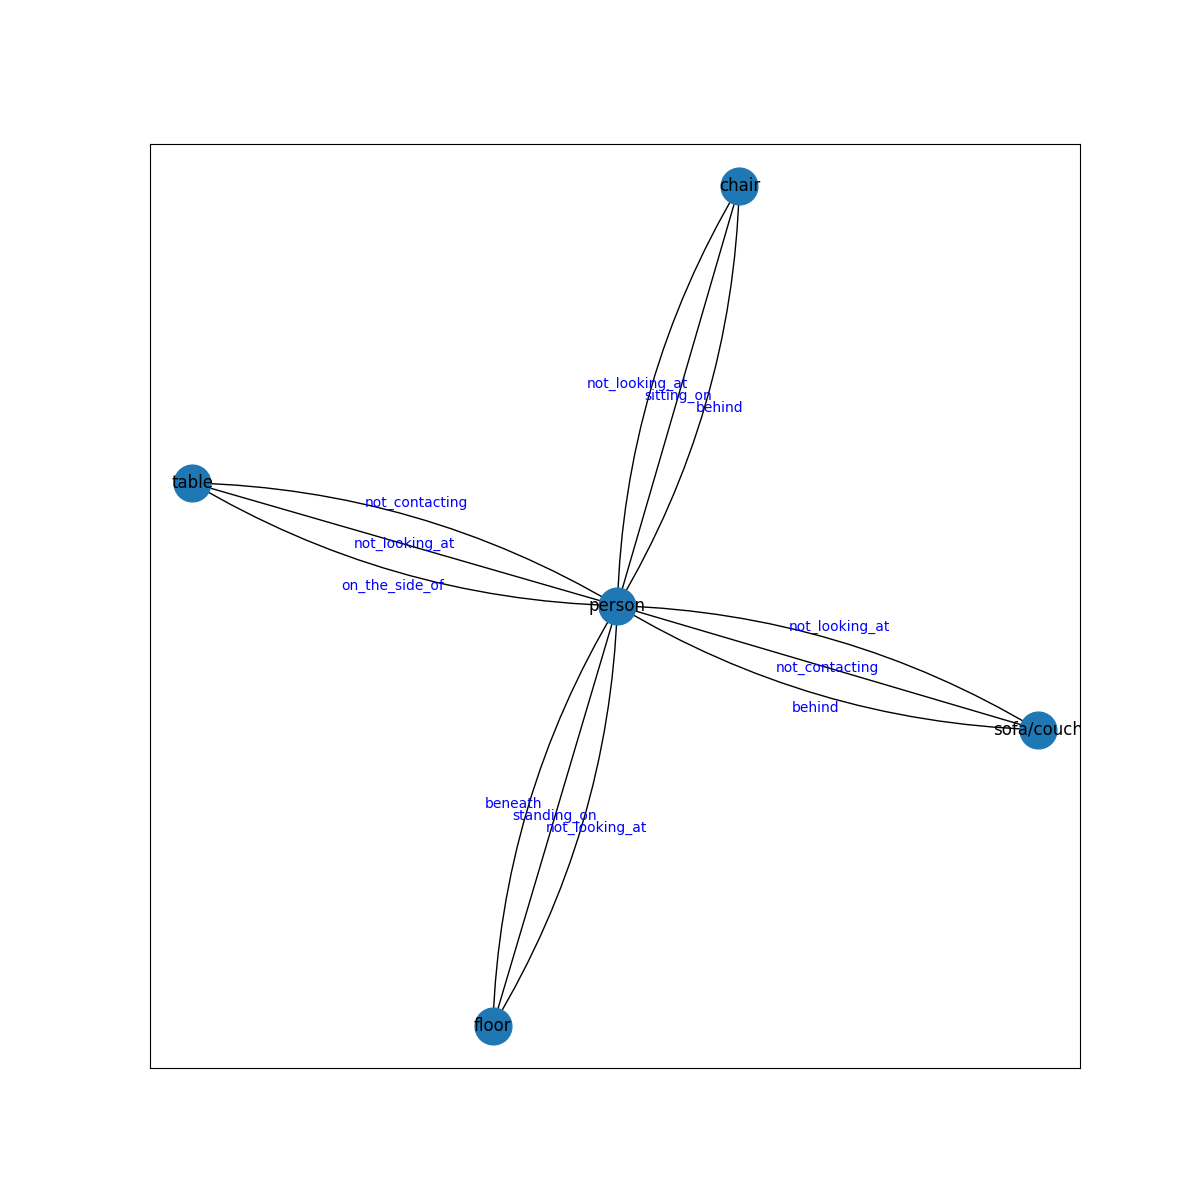 chair
not_looking_at
sitting_on
behind
table
not_contacting
not_looking_at
on_the_side_of
person
not_looking_at
not_contacting
behind
sofa/couch
beneath
standing_on
not_looking_at
floor